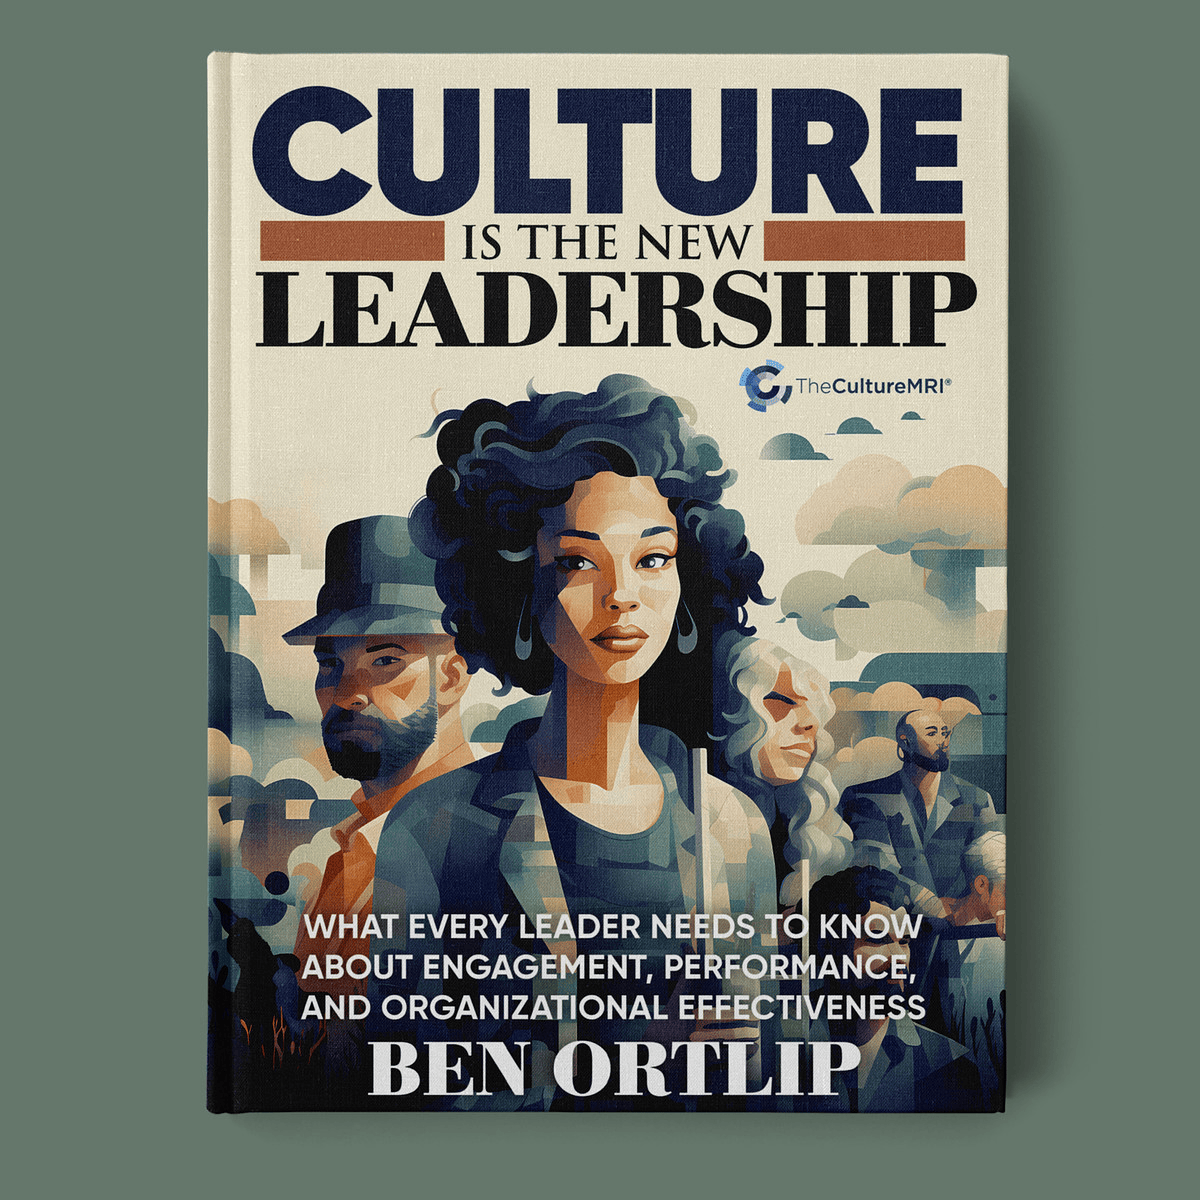 CULTURE
IS THE NEW
LEADERSHIP
TheCultureMRI®
WHAT EVERY LEADER NEEDS TO KNOW
ABOUT ENGAGEMENT, PERFORMANCE,
AND ORGANIZATIONAL EFFECTIVENESS
BEN ORTLIP